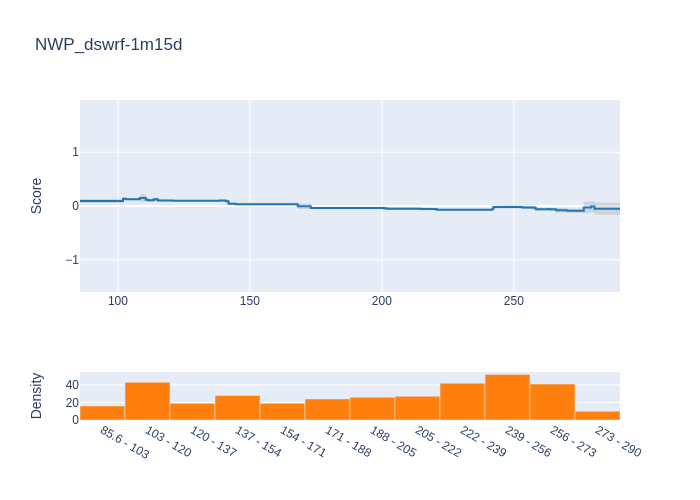 NWP_dswrf-1m15d
Score
1
0
−1
100
150
200
250
Density
40
20
0
85.6 - 103
103 - 120
120 - 137
137 - 154
154 - 171
171 - 188
188 - 205
205 - 222
222 - 239
239 - 256
256 - 273
273 - 290